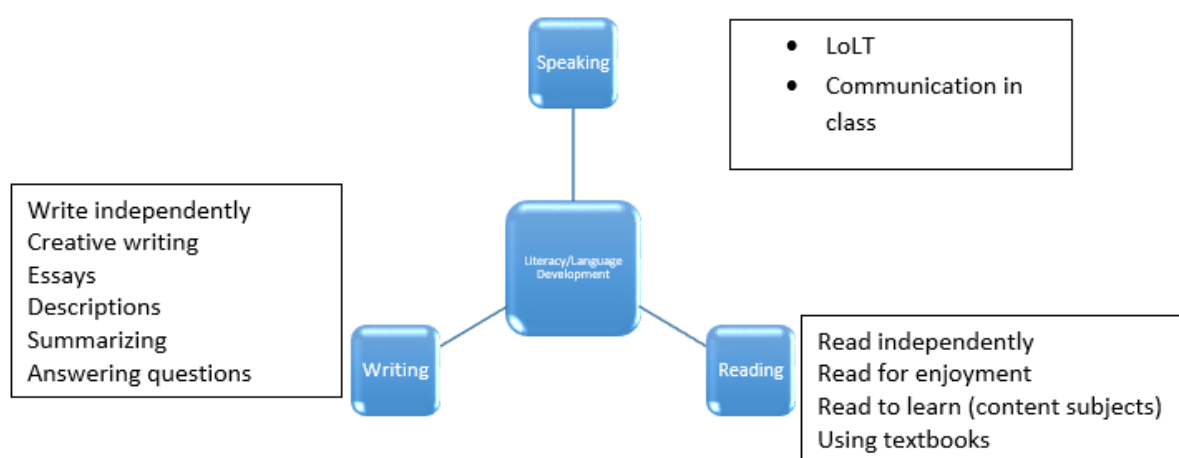 Speaking
LoLT
Communication in
class
Write independently
Creative writing
Essays
Descriptions
Summarizing
Answering questions
Literacy/Language
Development
Writing
Reading
Read independently
Read for enjoyment
Read to learn (content subjects)
Using textbooks